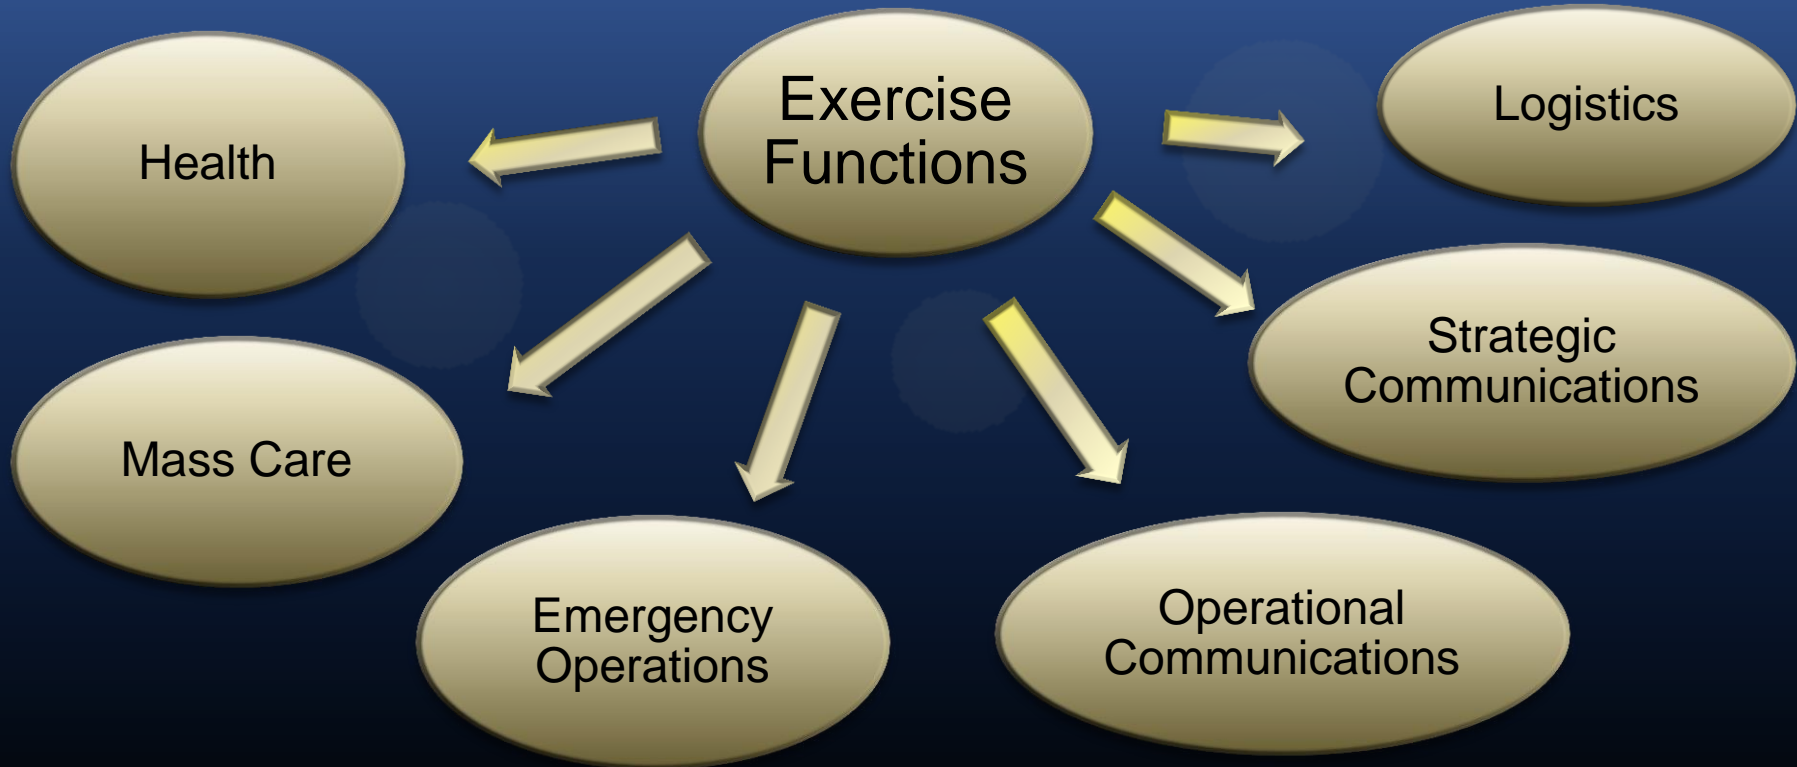 Exercise
Functions
Health
Logistics
Strategic
Communications
Mass Care
Emergency
Operations
Operational
Communications